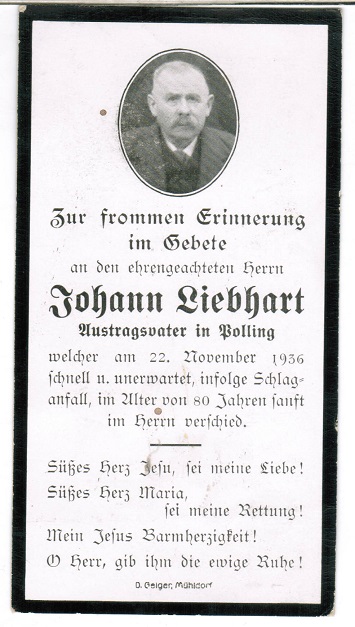 Zur frommen Erinnerung
im Gebete
an den ehrengeachteten Herrn
Johann Liebhart
Austragsvater in Polling
welcher am 22. November 1936
schnell u. unerwartet, infolge Schlag-
anfall, im Alter von 80 Jahren sanft
im Herrn verschied.
Süßes Herz Jesu, sei meine Liebe!
Süßes Herz Maria,
sei meine Rettung!
Mein Jesus Barmherzigkeit!
O Herr, gib ihm die ewige Ruhe!
D. Geiger, Mühldorf